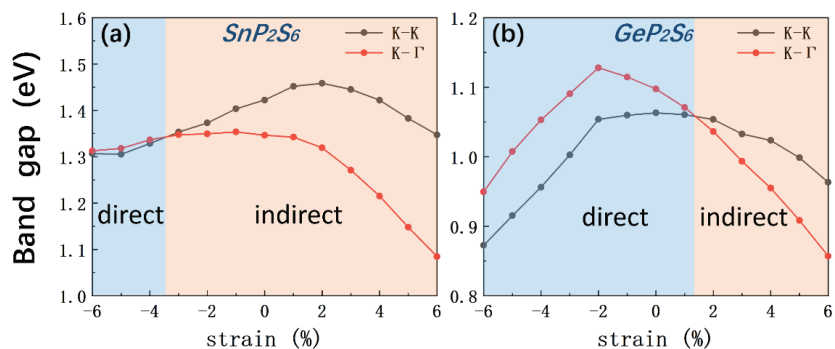 Band gap (eV)
(a)
SnP₂S₆
K-K
K-Γ
1.6
1.5
1.4
1.3
1.2
1.1
1.0
direct
indirect
-6 -4 -2 0 2 4 6
strain (%)
(b)
GeP₂S₆
K-K
K-Γ
1.2
1.1
1.0
0.9
0.8
direct
indirect
-6 -4 -2 0 2 4 6
strain (%)